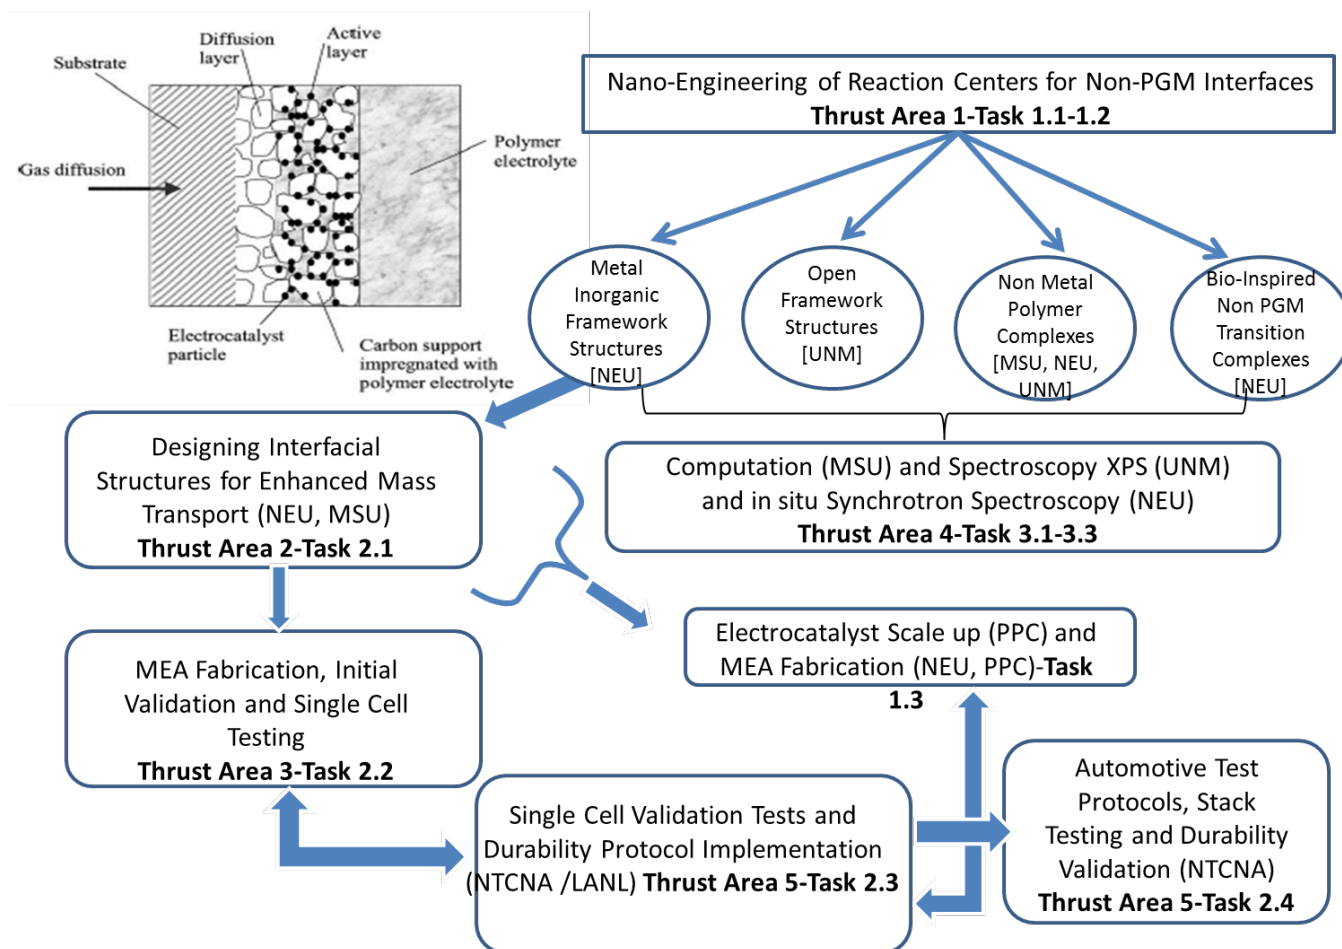 Substrate
Diffusion
layer
Active
layer
Gas diffusion
Polymer
electrolyte
Electrocatalyst
particle
Carbon support
impregnated with
polymer electrolyte
Nano-Engineering of Reaction Centers for Non-PGM Interfaces
Thrust Area 1-Task 1.1-1.2
Metal
Inorganic
Framework
Structures
[NEU]
Open
Framework
Structures
[UNM]
Non Metal
Polymer
Complexes
[MSU, NEU,
UNM]
Bio-Inspired
Non PGM
Transition
Complexes
[NEU]
Designing Interfacial
Structures for Enhanced Mass
Transport (NEU, MSU)
Thrust Area 2-Task 2.1
Computation (MSU) and Spectroscopy XPS (UNM)
and in situ Synchrotron Spectroscopy (NEU)
Thrust Area 4-Task 3.1-3.3
MEA Fabrication, Initial
Validation and Single Cell
Testing
Thrust Area 3-Task 2.2
Electrocatalyst Scale up (PPC) and
MEA Fabrication (NEU, PPC)-Task
1.3
Single Cell Validation Tests and
Durability Protocol Implementation
(NTCNA /LANL) Thrust Area 5-Task 2.3
Automotive Test
Protocols, Stack
Testing and Durability
Validation (NTCNA)
Thrust Area 5-Task 2.4